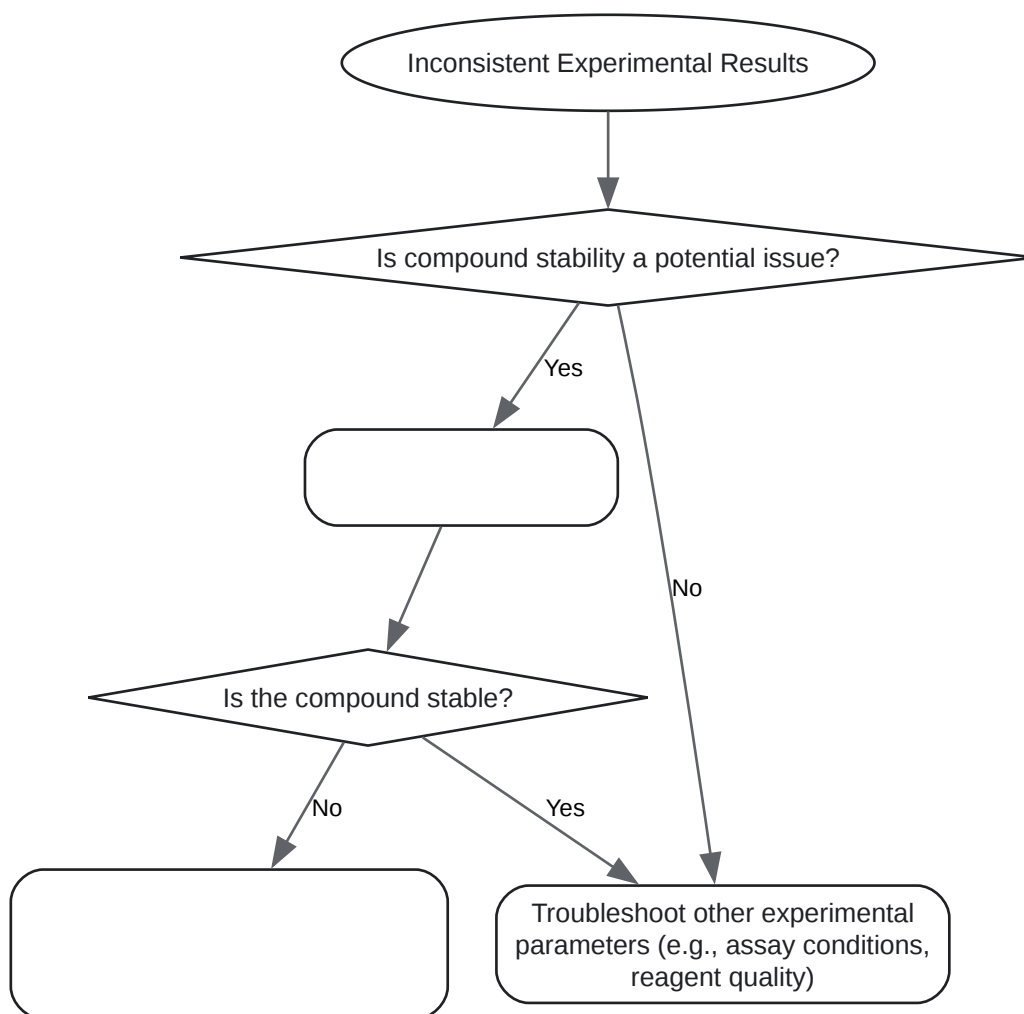 Inconsistent Experimental Results
Is compound stability a potential issue?
Yes
No
Is the compound stable?
No
Yes
Troubleshoot other experimental
parameters (e.g., assay conditions,
reagent quality)